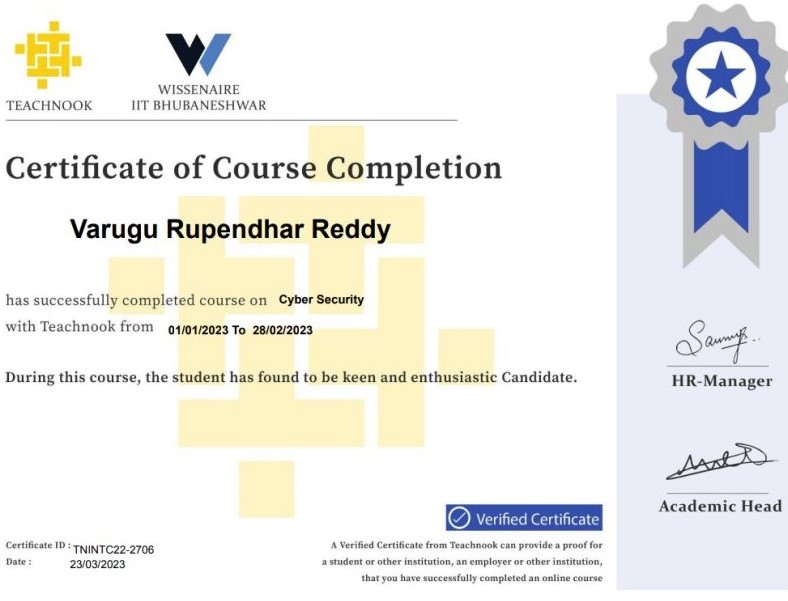 TEACHNOOK
WISSENAIRE
IIT BHUBANESHWAR
Certificate of Course Completion
Varugu Rupendhar Reddy
has successfully completed course on Cyber Security
with Teachnook from 01/01/2023 To 28/02/2023
During this course, the student has found to be keen and enthusiastic Candidate.
HR-Manager
Academic Head
Verified Certificate
Certificate ID : TNINTC22-2706
Date : 23/03/2023
A Verified Certificate from Teachnook can provide a proof for
a student or other institution, an employer or other institution,
that you have successfully completed an online course